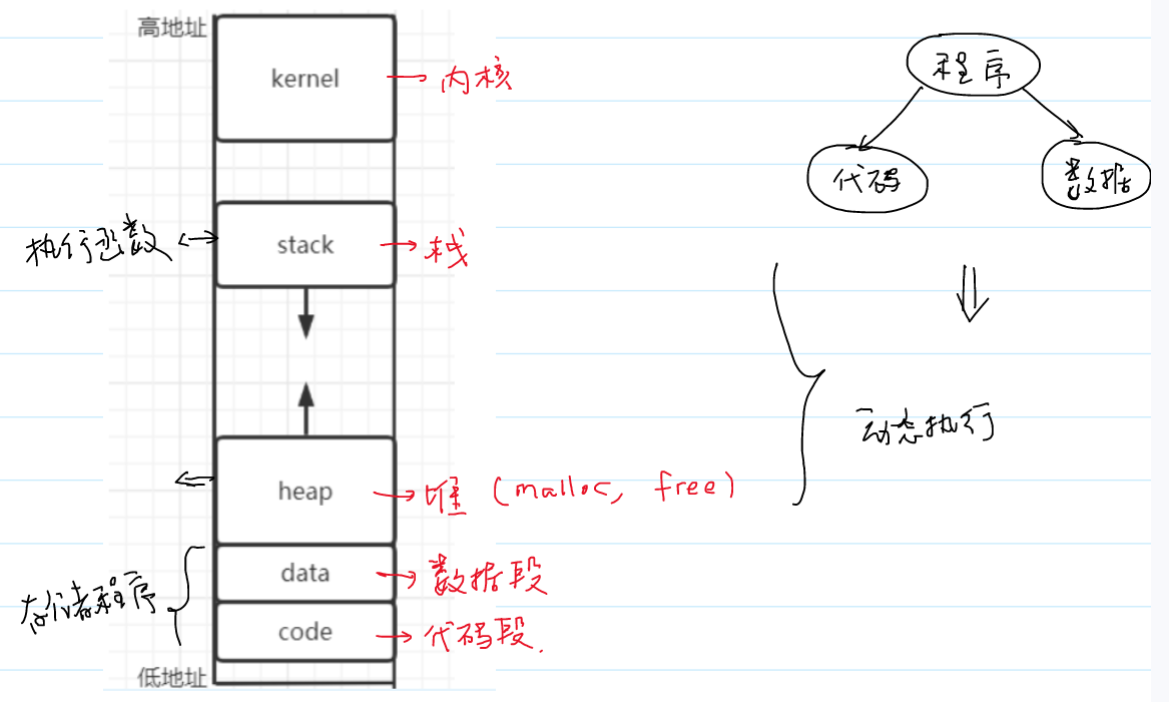 高地址
kernel
内核
程序
代码
数据
执行函数
stack
栈
动态执行
heap
堆 (malloc, free)
data
数据段
存储程序
code
代码段.
低地址